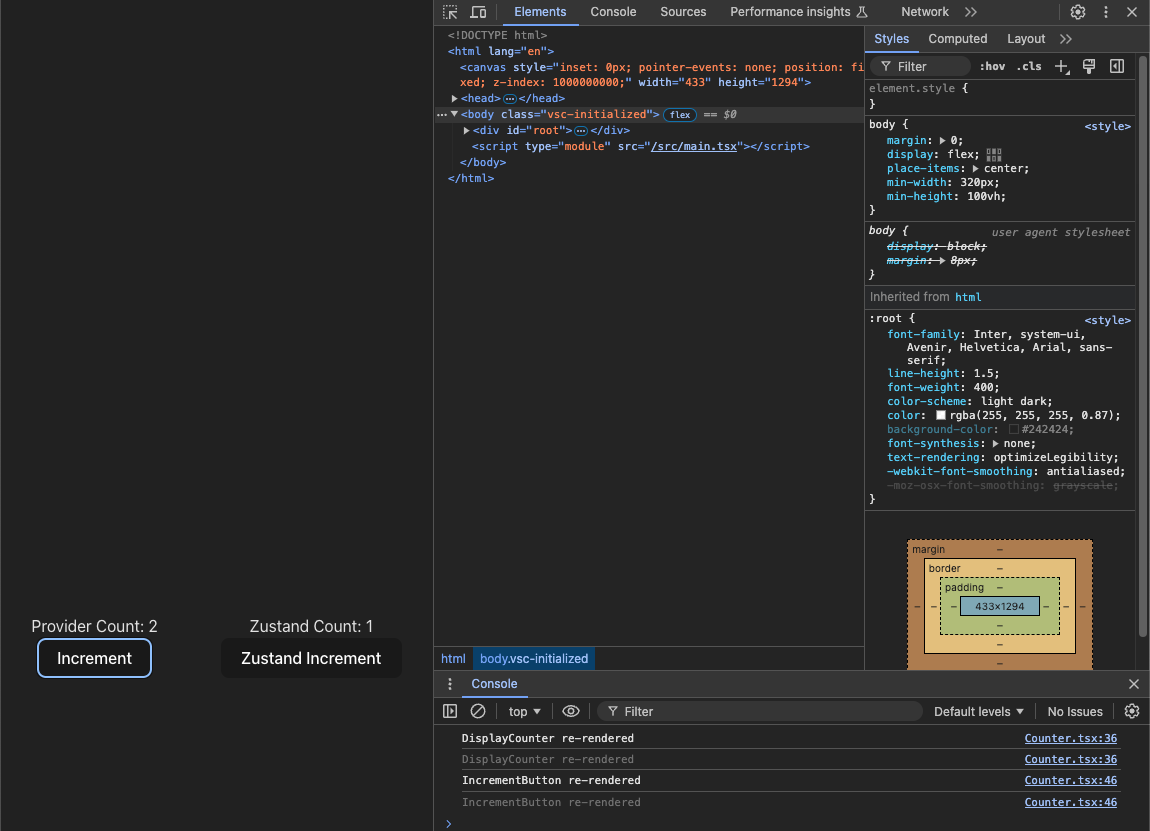 Elements Console Sources Performance insights Network
<!DOCTYPE html>
<html lang="en">
<canvas style="inset: 0px; pointer-events: none; position: fi
xed; z-index: 1000000000;" width="433" height="1294">
<head> … </head>
<body class="vsc-initialized"> flex == $0
<div id="root"> … </div>
<script type="module" src="/src/main.tsx"></script>
</body>
</html>
html body.vsc-initialized
Styles Computed Layout
Filter :hov .cls
element.style {
}
body { <style>
margin: 0;
display: flex;
place-items: center;
min-width: 320px;
min-height: 100vh;
}
body { user agent stylesheet
display: block;
margin: 8px;
}
Inherited from html
:root { <style>
font-family: Inter, system-ui,
Avenir, Helvetica, Arial, sans-
serif;
line-height: 1.5;
font-weight: 400;
color-scheme: light dark;
color: rgba(255, 255, 255, 0.87);
background-color: #242424;
font-synthesis: none;
text-rendering: optimizeLegibility;
-webkit-font-smoothing: antialiased;
-moz-osx-font-smoothing: grayscale;
}
margin –
border –
padding –
– – – 433×1294 – – –
–
–
–
Provider Count: 2
Increment
Zustand Count: 1
Zustand Increment
Console
top Filter Default levels No Issues
DisplayCounter re-rendered Counter.tsx:36
DisplayCounter re-rendered Counter.tsx:36
IncrementButton re-rendered Counter.tsx:46
IncrementButton re-rendered Counter.tsx:46